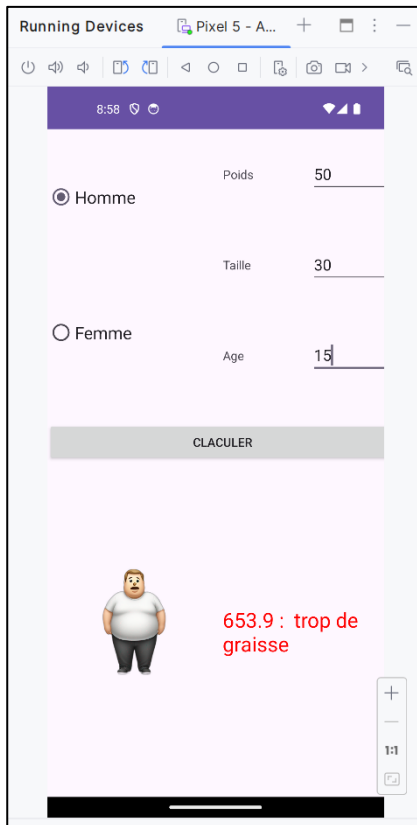 Running Devices
Pixel 5 - A...
8:58
Poids 50
Homme
Taille 30
Femme
Age 15
CLACULER
653.9 : trop de
graisse
1:1